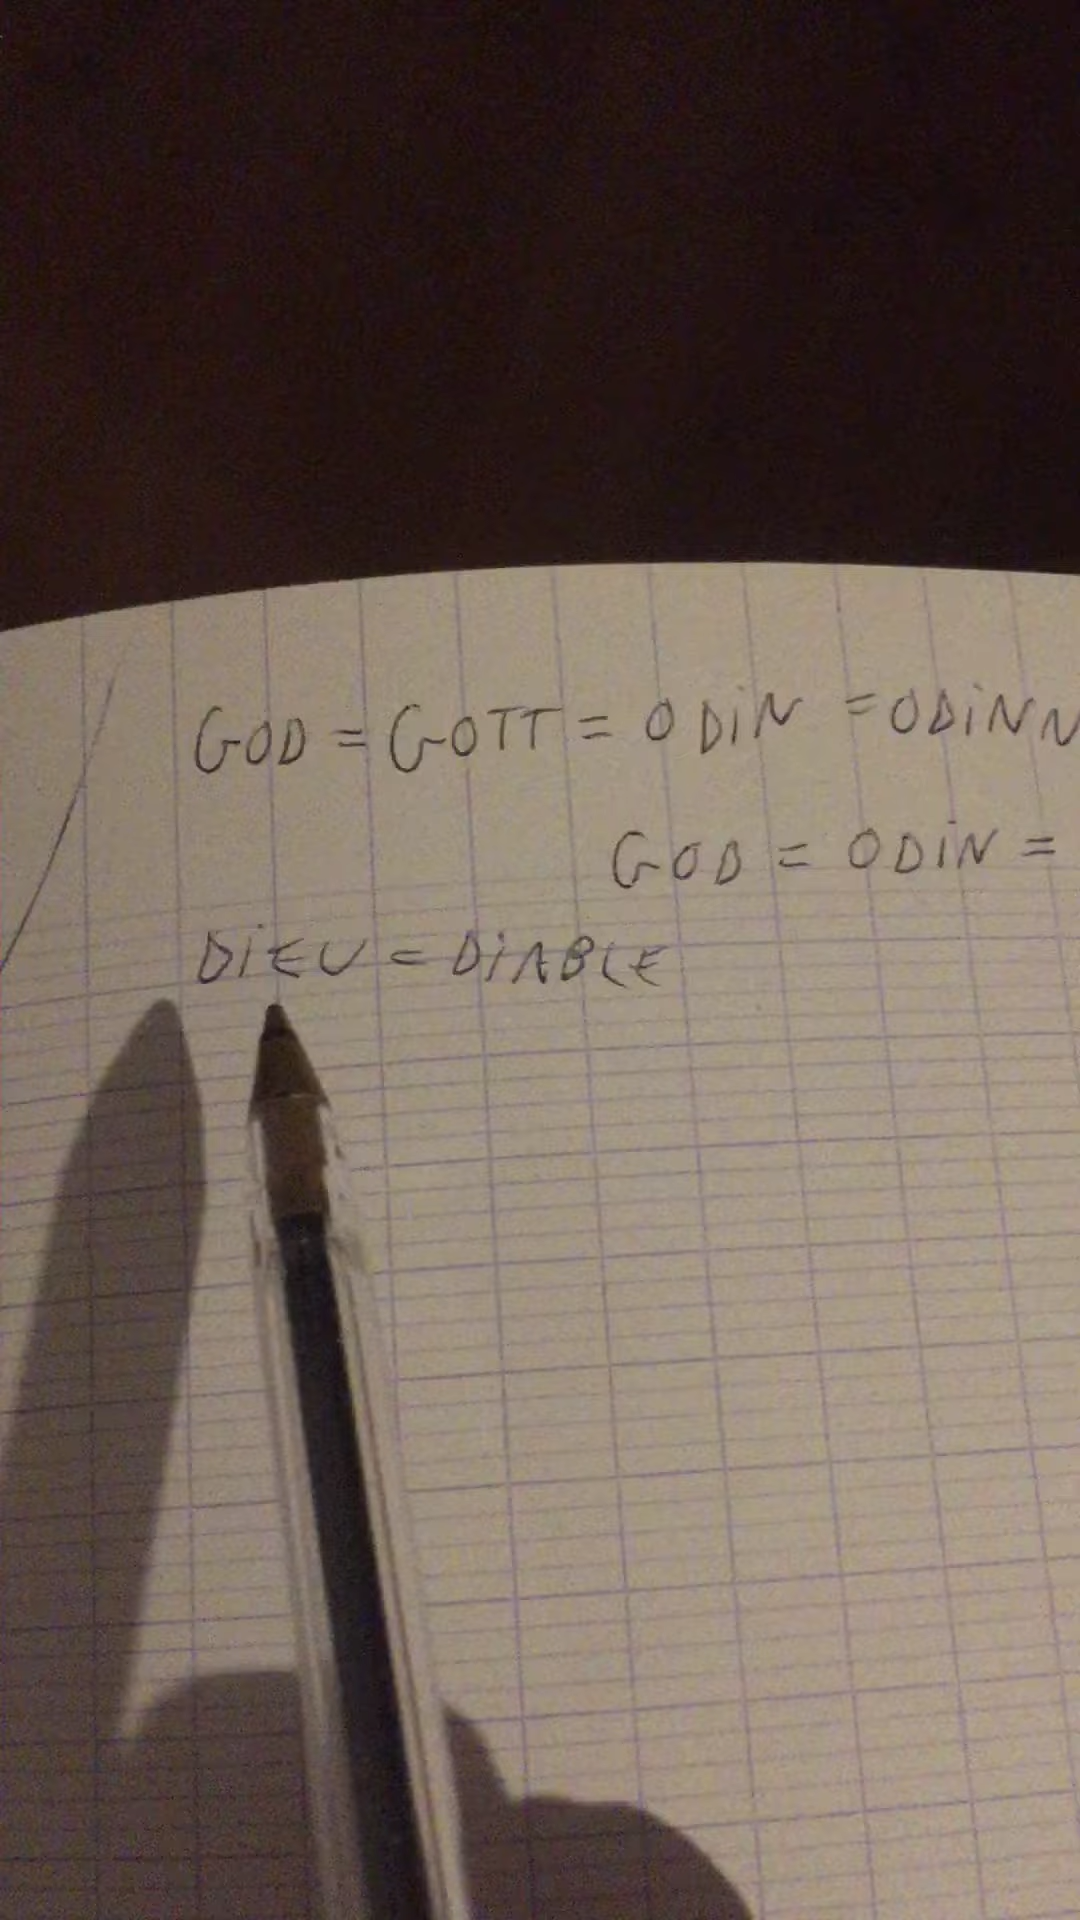 GOD = GOTT = ODiN = ODiNN
GOD = ODiN =
DiEU = DiABLE